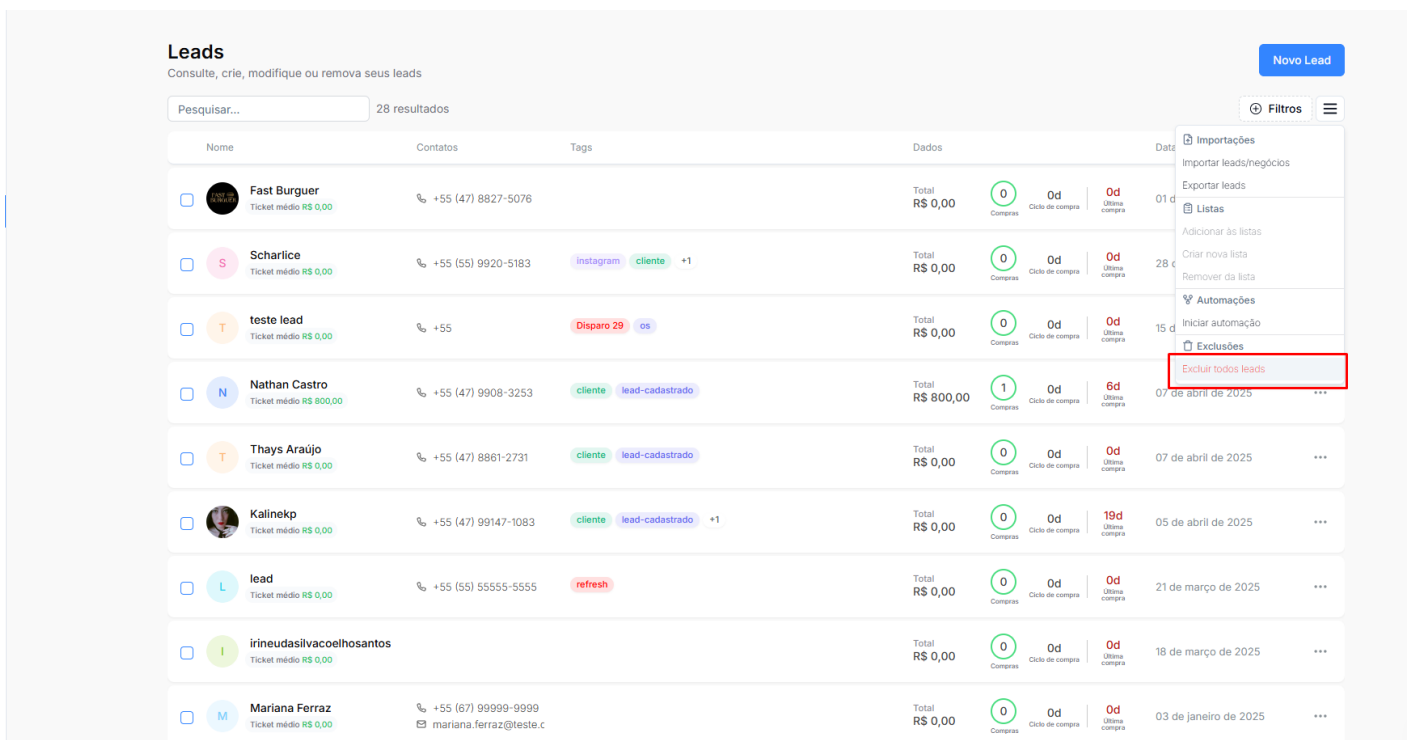 Leads
Novo Lead
Consulte, crie, modifique ou remova seus leads
Pesquisar...
28 resultados
Filtros
Nome
Contatos
Tags
Dados
Data
Importações
Importar leads/negócios
Exportar leads
Listas
Adicionar às listas
Criar nova lista
Remover da lista
Automações
Iniciar automação
Exclusões
Excluir todos leads
FAST
BURGUER
Fast Burguer
Ticket médio R$ 0,00
+55 (47) 8827-5076
Total
R$ 0,00
0
Compras
0d
Ciclo de compra
0d
Última
compra
01 d
S
Scharlice
Ticket médio R$ 0,00
+55 (55) 9920-5183
instagram cliente +1
Total
R$ 0,00
0
Compras
0d
Ciclo de compra
0d
Última
compra
28 d
T
teste lead
Ticket médio R$ 0,00
+55
Disparo 29 os
Total
R$ 0,00
0
Compras
0d
Ciclo de compra
0d
Última
compra
15 d
N
Nathan Castro
Ticket médio R$ 800,00
+55 (47) 9908-3253
cliente lead-cadastrado
Total
R$ 800,00
1
Compras
0d
Ciclo de compra
6d
Última
compra
07 de abril de 2025
T
Thays Araújo
Ticket médio R$ 0,00
+55 (47) 8861-2731
cliente lead-cadastrado
Total
R$ 0,00
0
Compras
0d
Ciclo de compra
0d
Última
compra
07 de abril de 2025
Kalinekp
Ticket médio R$ 0,00
+55 (47) 99147-1083
cliente lead-cadastrado +1
Total
R$ 0,00
0
Compras
0d
Ciclo de compra
19d
Última
compra
05 de abril de 2025
L
lead
Ticket médio R$ 0,00
+55 (55) 55555-5555
refresh
Total
R$ 0,00
0
Compras
0d
Ciclo de compra
0d
Última
compra
21 de março de 2025
I
irineudasilvacoelhosantos
Ticket médio R$ 0,00
Total
R$ 0,00
0
Compras
0d
Ciclo de compra
0d
Última
compra
18 de março de 2025
M
Mariana Ferraz
Ticket médio R$ 0,00
+55 (67) 99999-9999
mariana.ferraz@teste.c
Total
R$ 0,00
0
Compras
0d
Ciclo de compra
0d
Última
compra
03 de janeiro de 2025